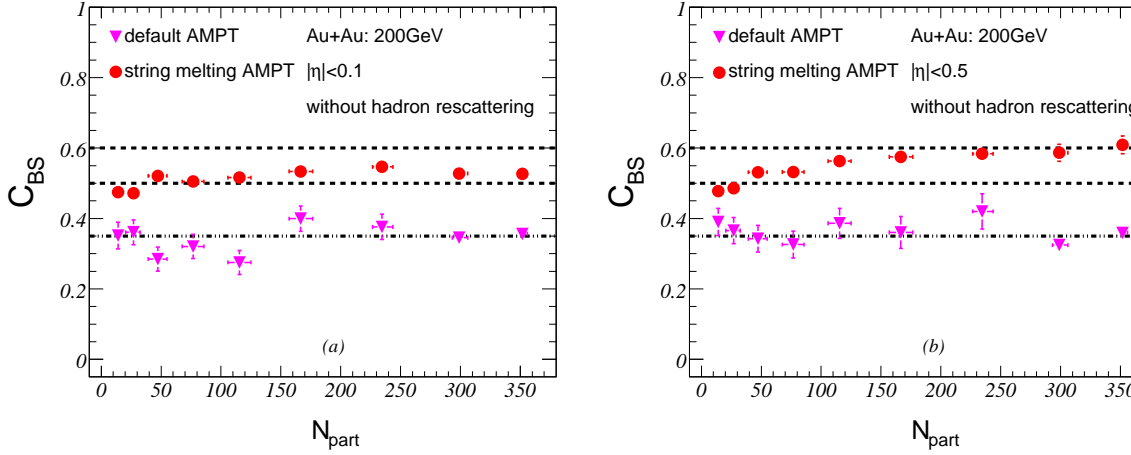 1
default AMPT Au+Au: 200GeV
0.8
string melting AMPT |η|<0.1
without hadron rescattering
0.6
C_BS
0.4
0.2
0
(a)
0 50 100 150 200 250 300 350
N_part
1
default AMPT Au+Au: 200GeV
0.8
string melting AMPT |η|<0.5
without hadron rescattering
0.6
C_BS
0.4
0.2
0
(b)
0 50 100 150 200 250 300 350
N_part